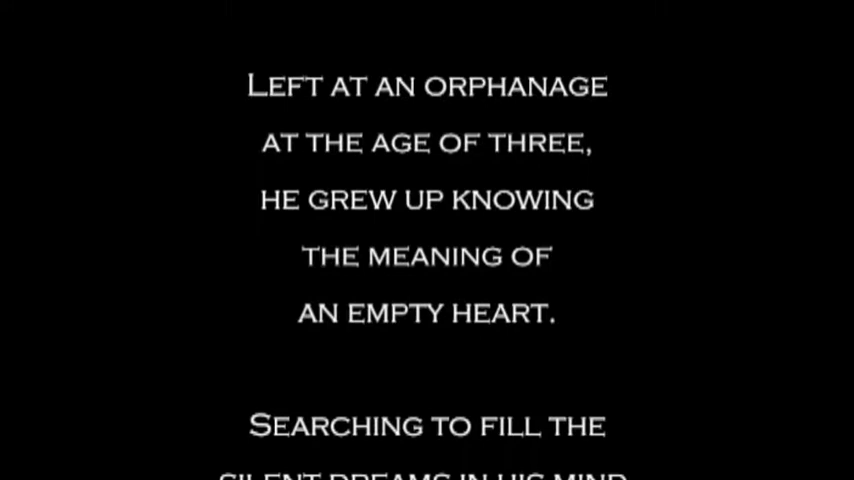 LEFT AT AN ORPHANAGE
AT THE AGE OF THREE,
HE GREW UP KNOWING
THE MEANING OF
AN EMPTY HEART.
SEARCHING TO FILL THE
SILENT DREAMS IN HIS MIND